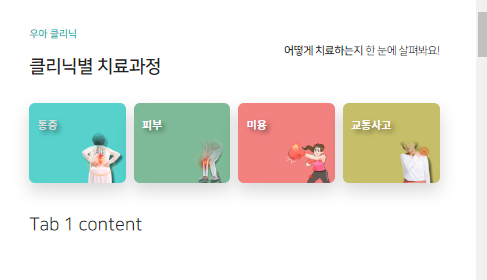 우아 클리닉
클리닉별 치료과정
어떻게 치료하는지 한 눈에 살펴봐요!
통증
피부
미용
교통사고
Tab 1 content